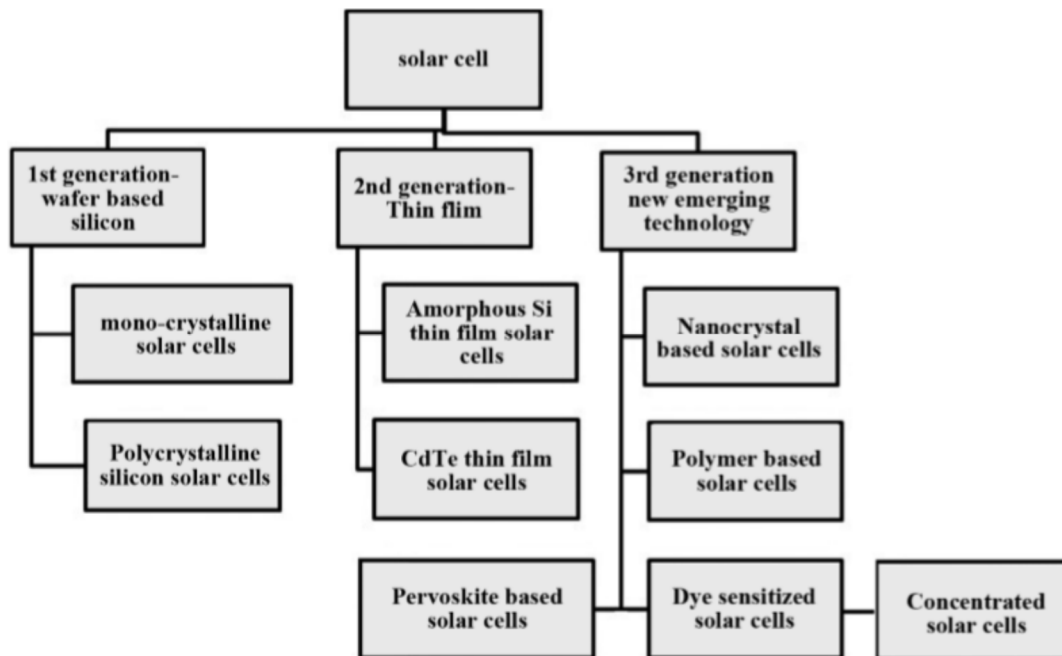 solar cell
1st generation-
wafer based
silicon
2nd generation-
Thin flim
3rd generation
new emerging
technology
mono-crystalline
solar cells
Amorphous Si
thin film solar
cells
Nanocrystal
based solar cells
Polycrystalline
silicon solar cells
CdTe thin film
solar cells
Polymer based
solar cells
Pervoskite based
solar cells
Dye sensitized
solar cells
Concentrated
solar cells